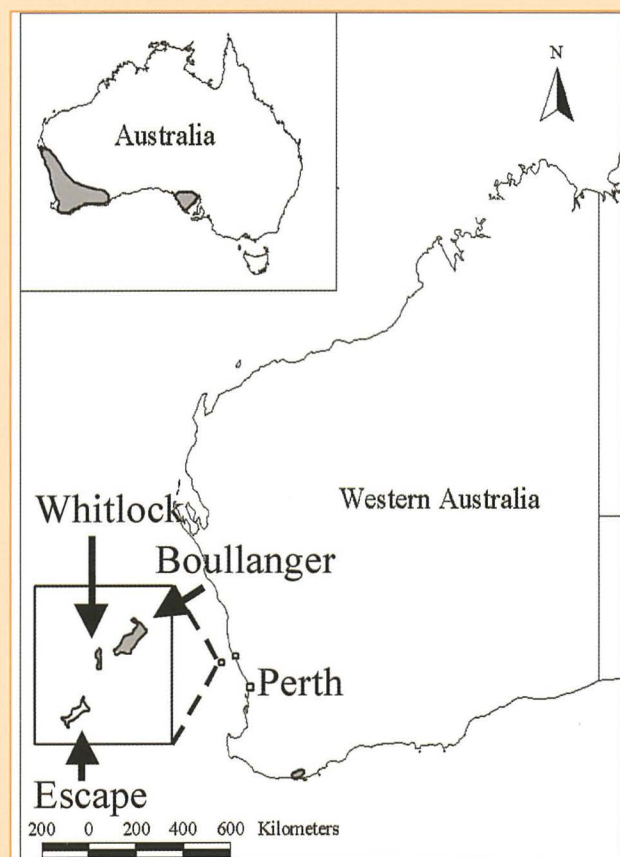 N
Australia
Western Australia
Whitlock
Boullanger
Perth
Escape
200 0 200 400 600 Kilometers